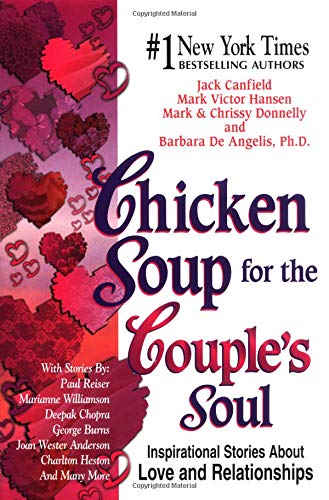 #1 New York Times
BESTSELLING AUTHORS
Jack Canfield
Mark Victor Hansen
Mark & Chrissy Donnelly
and
Barbara De Angelis, Ph.D.
Chicken
Soup for the
Couple's
Soul
With Stories By:
Paul Reiser
Marianne Williamson
Deepak Chopra
George Burns
Joan Wester Anderson
Charlton Heston
And Many More
Inspirational Stories About
Love and Relationships